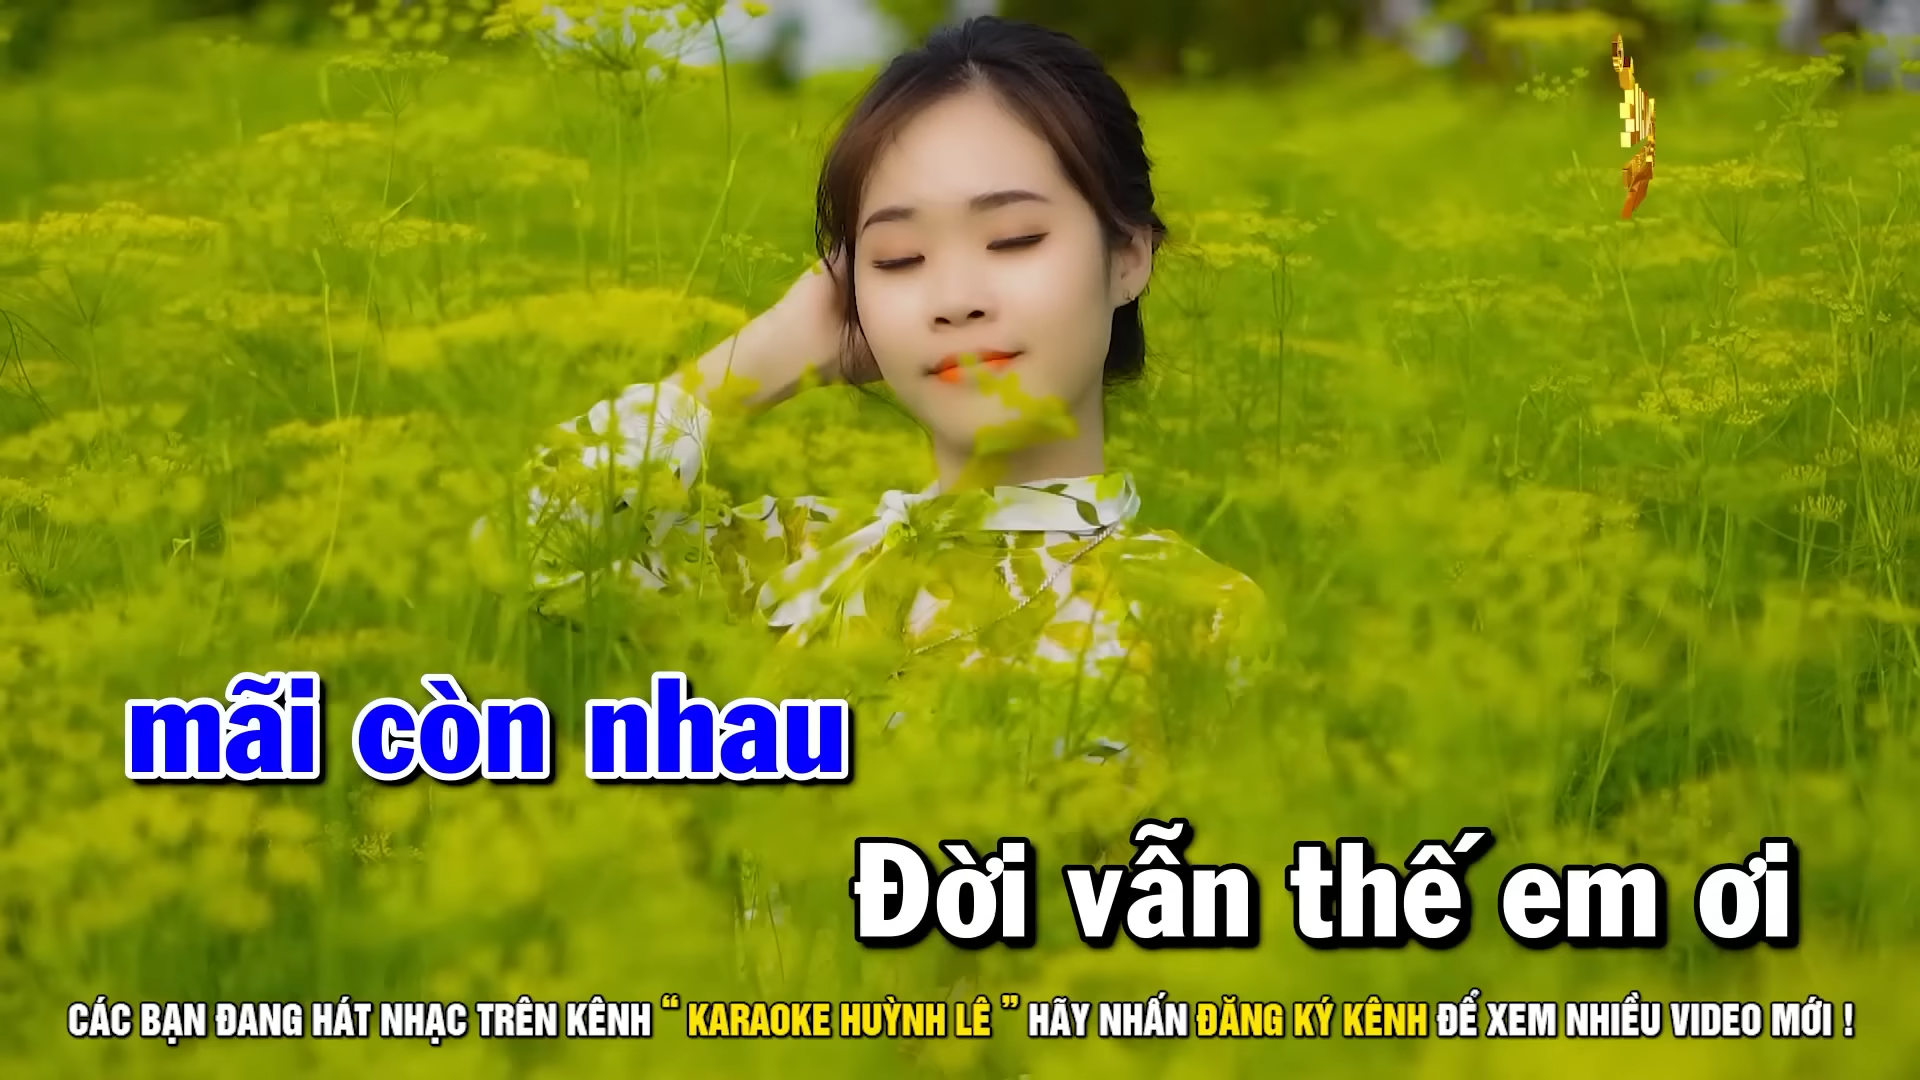 mãi còn nhau
Đời vẫn thế em ơi
CÁC BẠN ĐANG HÁT NHẠC TRÊN KÊNH “ KARAOKE HUỲNH LÊ ” HÃY NHẤN ĐĂNG KÝ KÊNH ĐỂ XEM NHIỀU VIDEO MỚI !